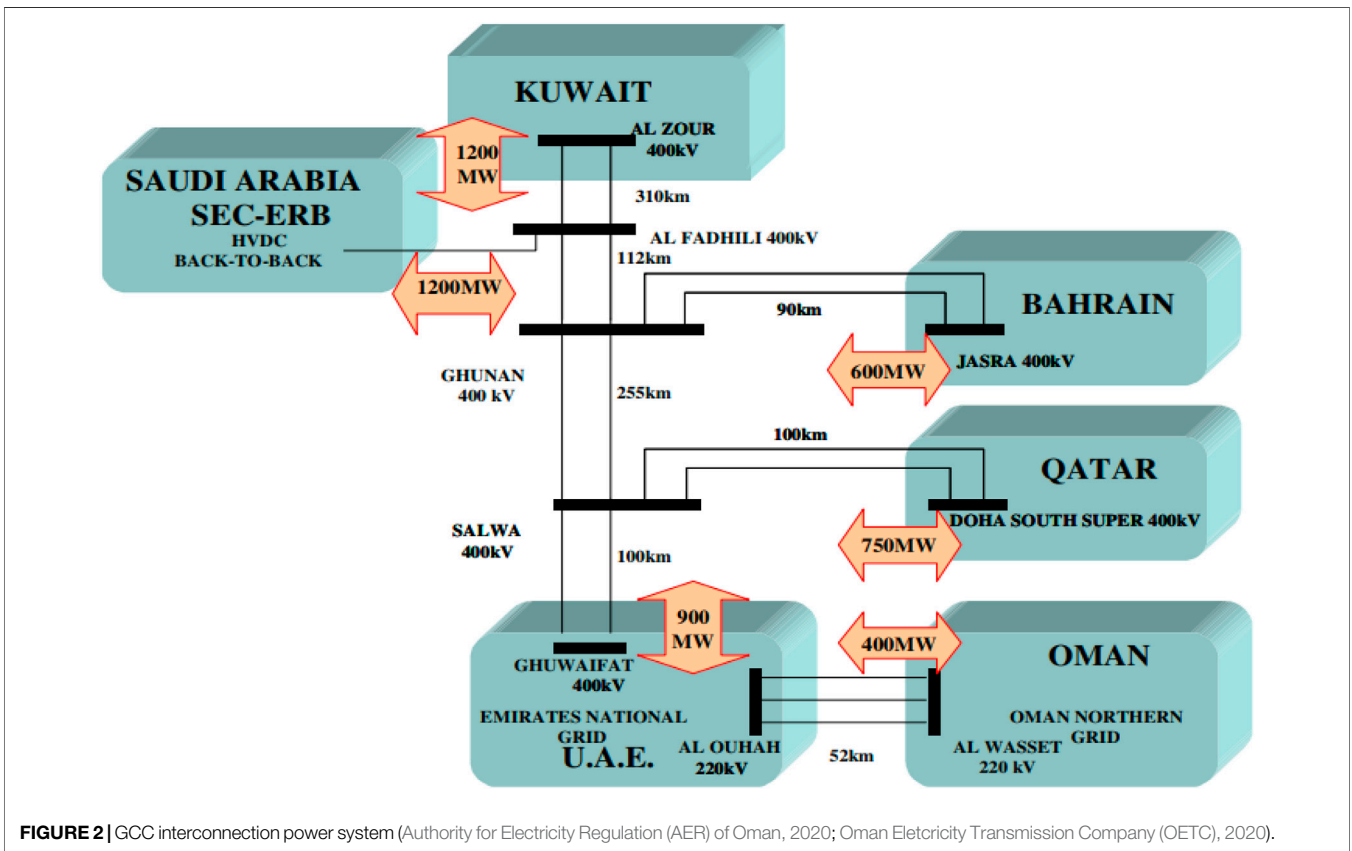 KUWAIT
AL ZOUR
400kV
1200
MW
SAUDI ARABIA
SEC-ERB
HVDC
BACK-TO-BACK
310km
AL FADHILI 400kV
112km
1200MW
90km
BAHRAIN
JASRA 400kV
600MW
GHUNAN
400 kV
255km
100km
QATAR
DOHA SOUTH SUPER 400kV
750MW
SALWA
400kV
100km
900
MW
400MW
OMAN
GHUWAIFAT
400kV
EMIRATES NATIONAL
GRID
U.A.E.
AL OUHAH
220kV
52km
OMAN NORTHERN
GRID
AL WASSET
220 kV
FIGURE 2 | GCC interconnection power system (Authority for Electricity Regulation (AER) of Oman, 2020; Oman Eletcricity Transmission Company (OETC), 2020).